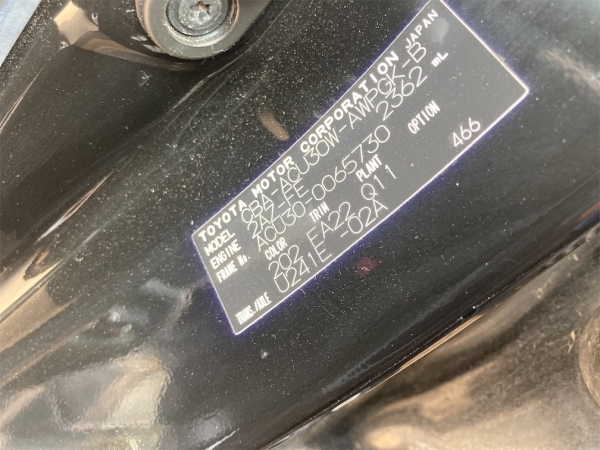 TOYOTA MOTOR CORPORATION JAPAN
MODEL CBA-ACU30W-AWPGK-B
ENGINE 2AZ-FE 2362 mL
FRAME No. ACU30-0065730
COLOR TRIM PLANT OPTION
202 FA22 Q11 466
TRANS./AXLE U241E -02A